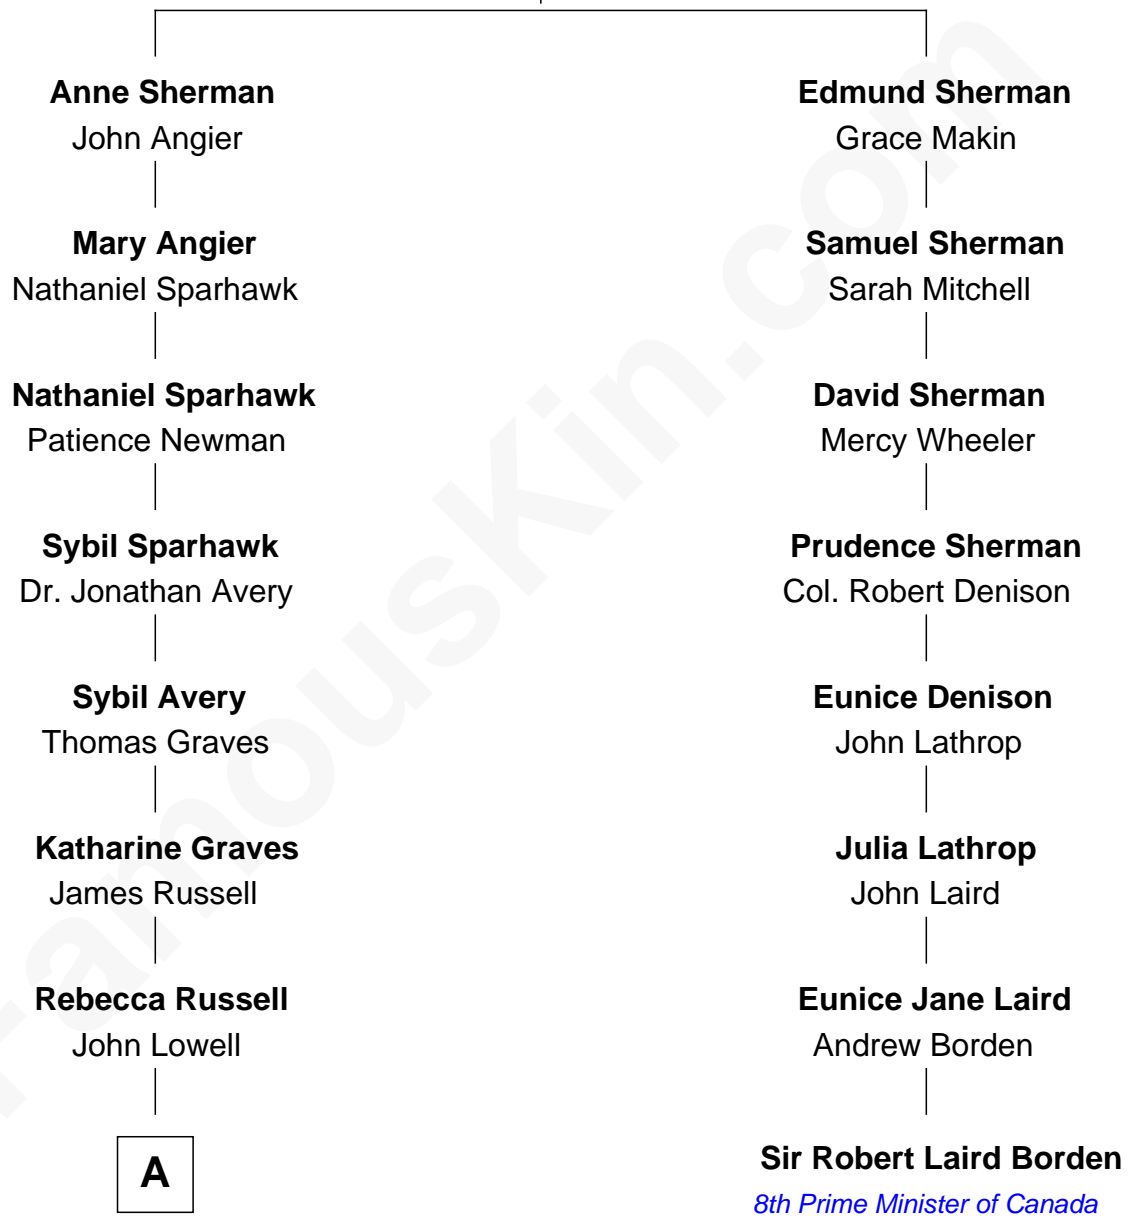 Anne Sherman
John Angier
Edmund Sherman
Grace Makin
Mary Angier
Nathaniel Sparhawk
Samuel Sherman
Sarah Mitchell
Nathaniel Sparhawk
Patience Newman
David Sherman
Mercy Wheeler
Sybil Sparhawk
Dr. Jonathan Avery
Prudence Sherman
Col. Robert Denison
Sybil Avery
Thomas Graves
Eunice Denison
John Lathrop
Katharine Graves
James Russell
Julia Lathrop
John Laird
Rebecca Russell
John Lowell
Eunice Jane Laird
Andrew Borden
A
Sir Robert Laird Borden
8th Prime Minister of Canada
FamousKin.com